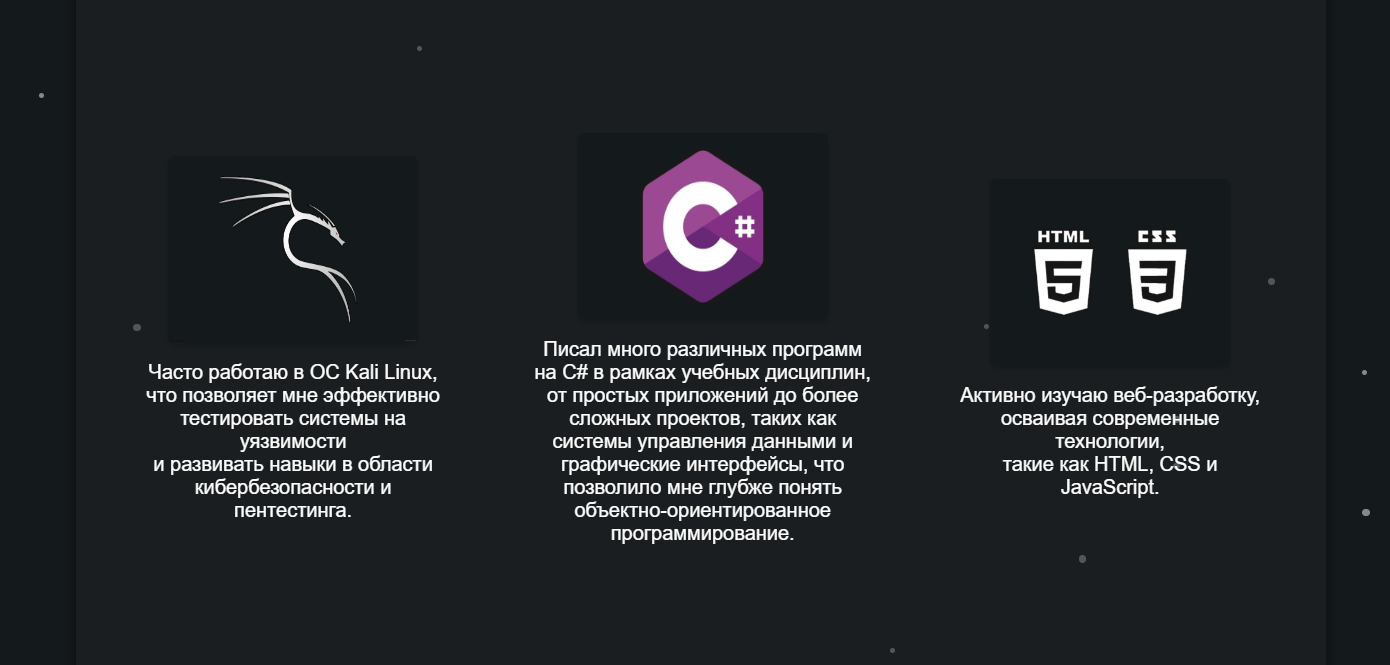 Часто работаю в ОС Kali Linux,
что позволяет мне эффективно
тестировать системы на
уязвимости
и развивать навыки в области
кибербезопасности и
пентестинга.
C#
Писал много различных программ
на C# в рамках учебных дисциплин,
от простых приложений до более
сложных проектов, таких как
системы управления данными и
графические интерфейсы, что
позволило мне глубже понять
объектно-ориентированное
программирование.
HTML CSS
5 3
Активно изучаю веб-разработку,
осваивая современные
технологии,
такие как HTML, CSS и
JavaScript.